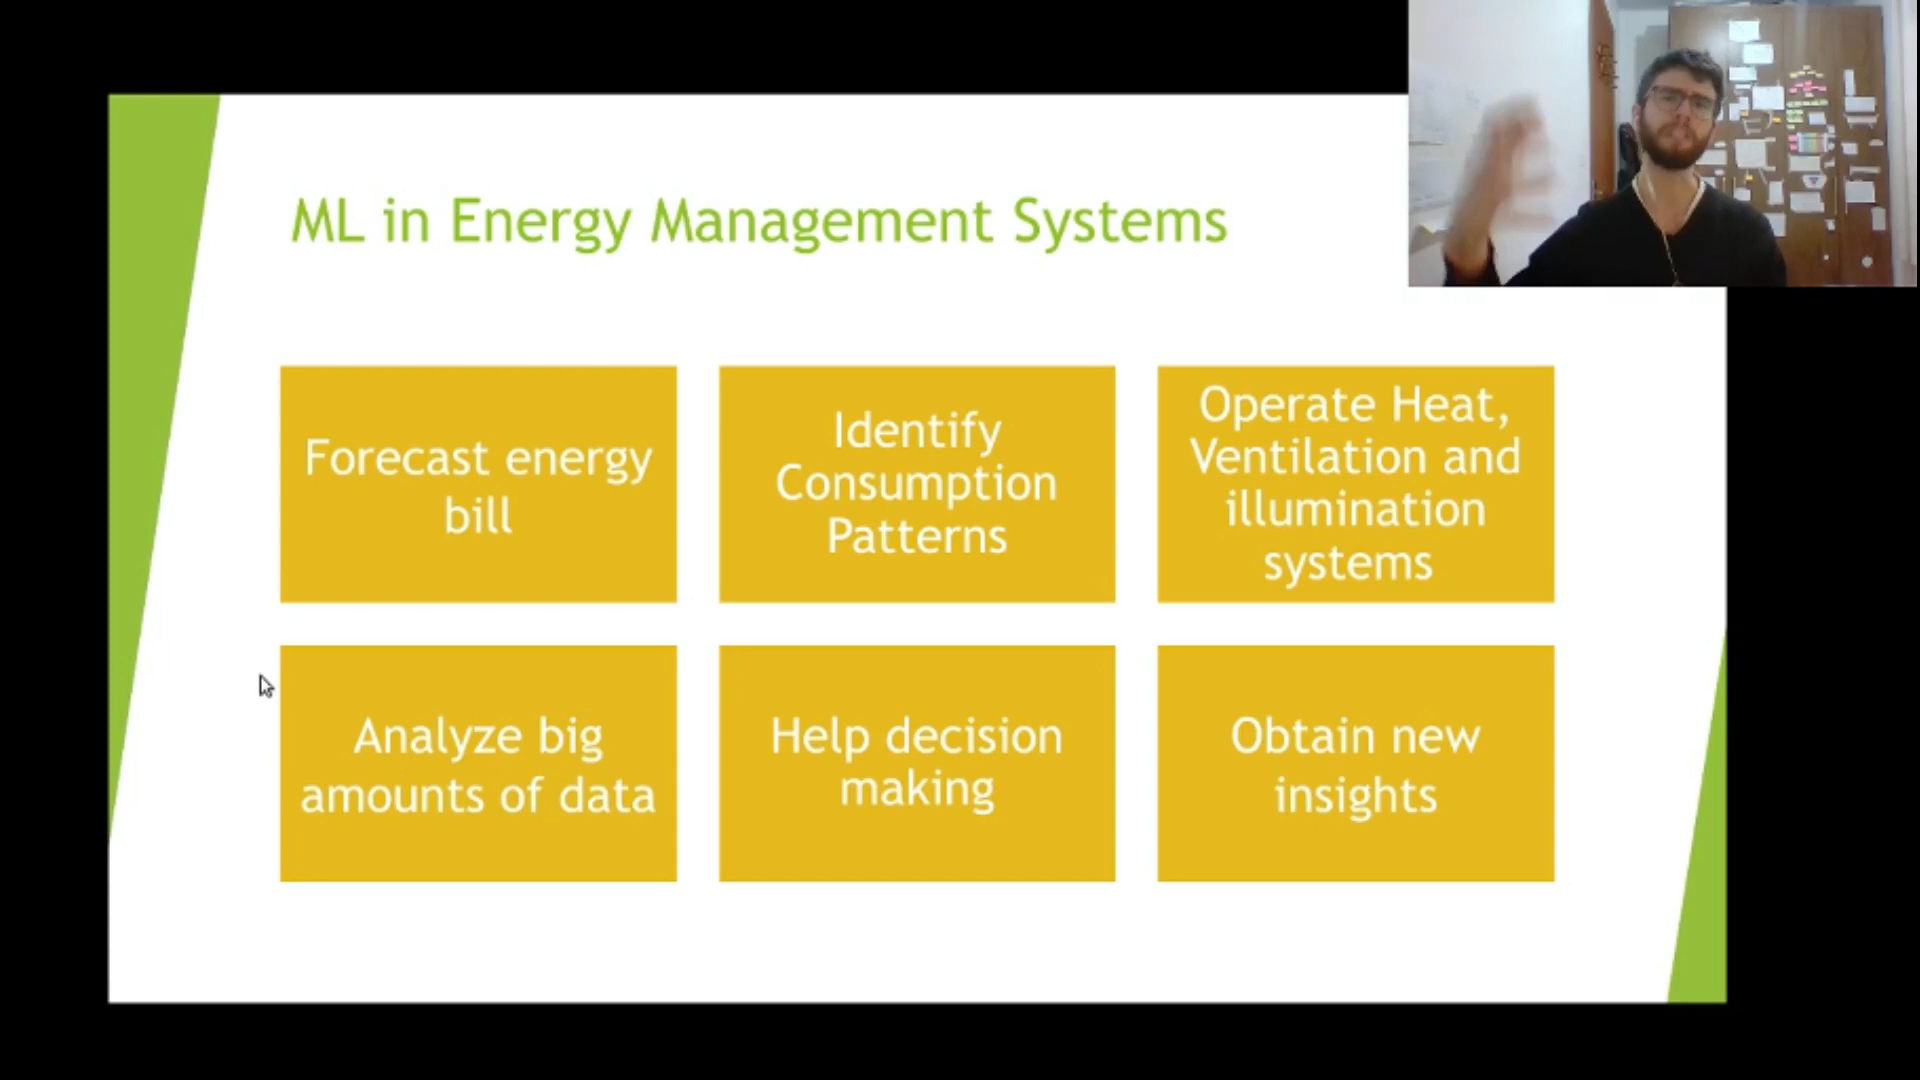 ML in Energy Management Systems
Forecast energy
bill
Identify
Consumption
Patterns
Operate Heat,
Ventilation and
illumination
systems
Analyze big
amounts of data
Help decision
making
Obtain new
insights